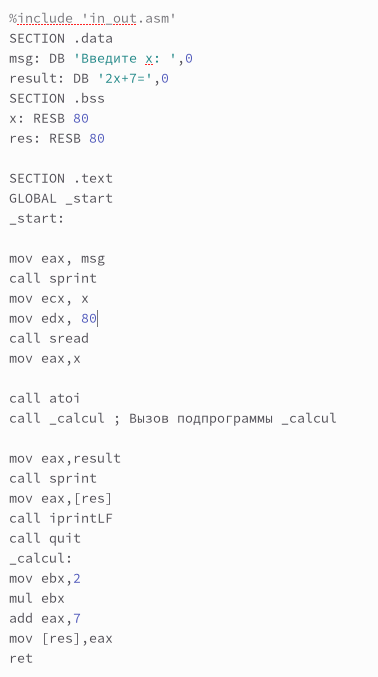 %include 'in_out.asm'
SECTION .data
msg: DB 'Введите x: ',0
result: DB '2x+7=',0
SECTION .bss
x: RESB 80
res: RESB 80
SECTION .text
GLOBAL _start
_start:
mov eax, msg
call sprint
mov ecx, x
mov edx, 80
call sread
mov eax,x
call atoi
call _calcul ; Вызов подпрограммы _calcul
mov eax,result
call sprint
mov eax,[res]
call iprintLF
call quit
_calcul:
mov ebx,2
mul ebx
add eax,7
mov [res],eax
ret